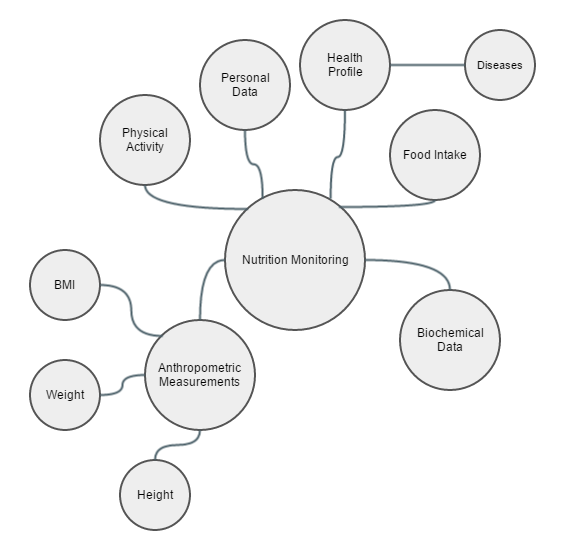 Health
Profile
Diseases
Personal
Data
Physical
Activity
Food Intake
Nutrition Monitoring
BMI
Biochemical
Data
Anthropometric
Measurements
Weight
Height